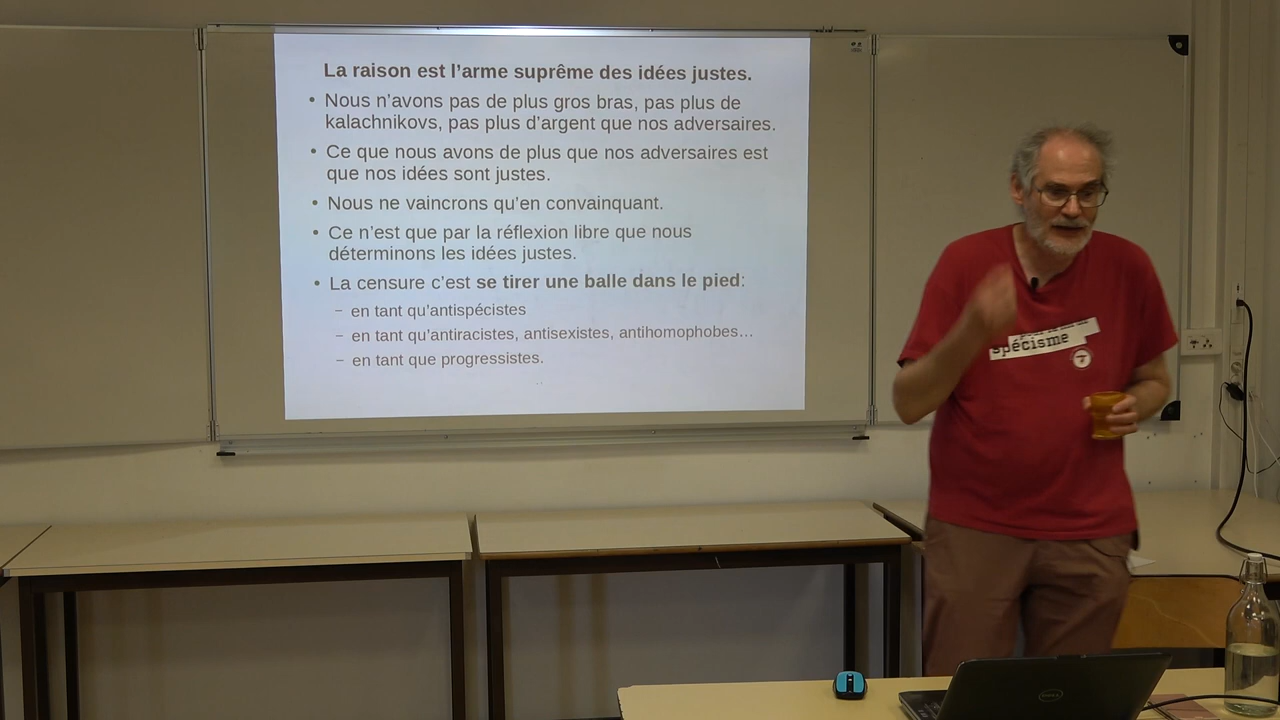 La raison est l’arme suprême des idées justes.
• Nous n’avons pas de plus gros bras, pas plus de
kalachnikovs, pas plus d’argent que nos adversaires.
• Ce que nous avons de plus que nos adversaires est
que nos idées sont justes.
• Nous ne vaincrons qu’en convainquant.
• Ce n’est que par la réflexion libre que nous
déterminons les idées justes.
• La censure c’est se tirer une balle dans le pied:
– en tant qu’antispécistes
– en tant qu’antiracistes, antisexistes, antihomophobes…
– en tant que progressistes.
spécisme
DELL